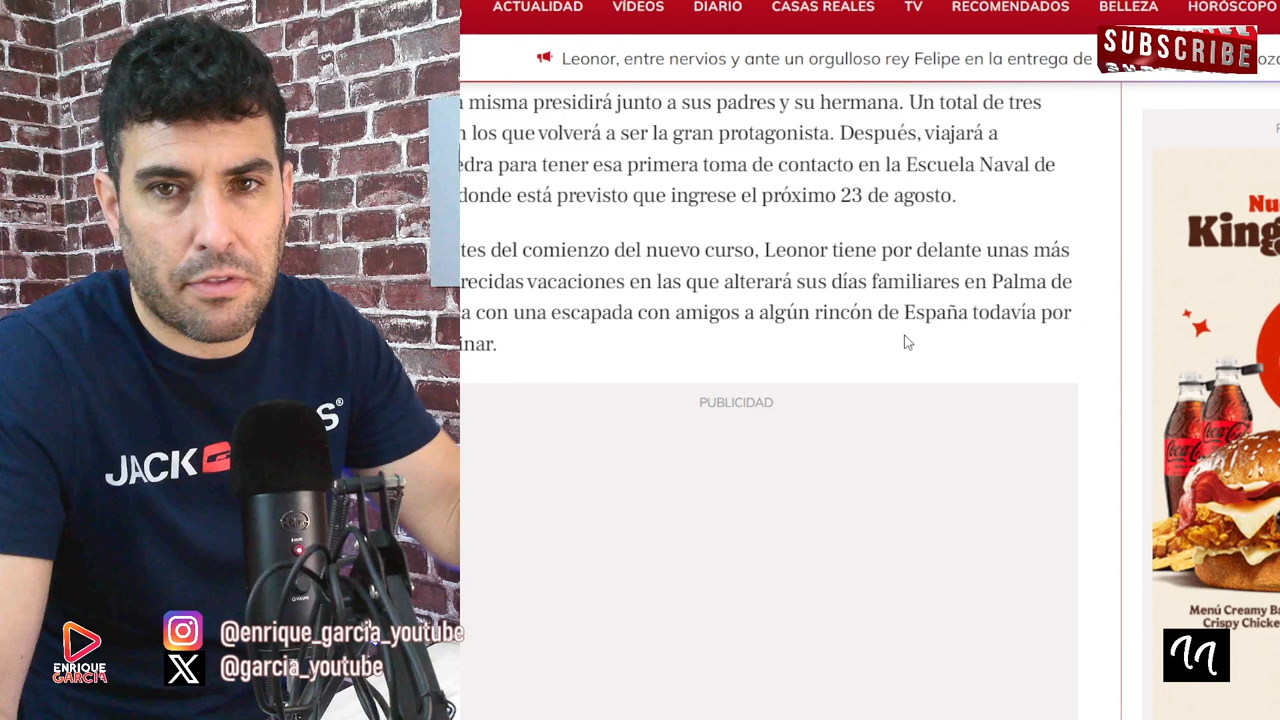 ACTUALIDAD VÍDEOS DIARIO CASAS REALES TV RECOMENDADOS BELLEZA HORÓSCOPO
Leonor, entre nervios y ante un orgulloso rey Felipe en la entrega de
SUBSCRIBE
misma presidirá junto a sus padres y su hermana. Un total de tres
los que volverá a ser la gran protagonista. Después, viajará a
edra para tener esa primera toma de contacto en la Escuela Naval de
donde está previsto que ingrese el próximo 23 de agosto.
tes del comienzo del nuevo curso, Leonor tiene por delante unas más
recidas vacaciones en las que alterará sus días familiares en Palma de
a con una escapada con amigos a algún rincón de España todavía por
inar.
PUBLICIDAD
Nu
King
Coca-Cola
Menú Creamy Ba
Crispy Chicke
JACK
S®
ENRIQUE
GARCIA
@enrique_garcia_youtube
@garcia_youtube